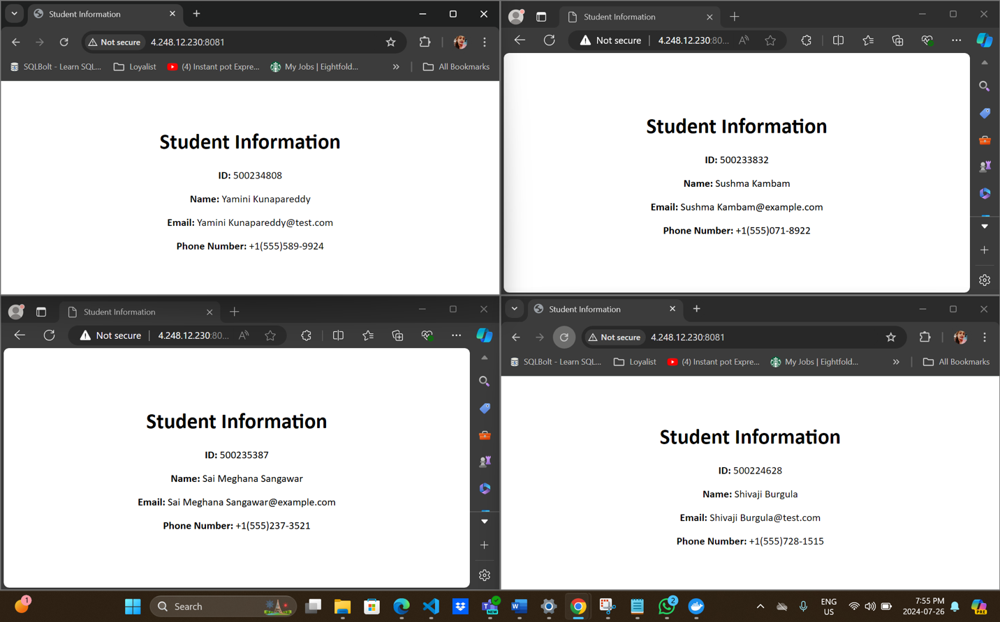 Student Information
Not secure 4.248.12.230:8081
SQLBolt - Learn SQL... Loyalist (4) Instant pot Expre... My Jobs | Eightfold... » All Bookmarks
Student Information
ID: 500234808
Name: Yamini Kunapareddy
Email: Yamini Kunapareddy@test.com
Phone Number: +1(555)589-9924
Student Information
Not secure 4.248.12.230:80...
Student Information
ID: 500233832
Name: Sushma Kambam
Email: Sushma Kambam@example.com
Phone Number: +1(555)071-8922
Student Information
Not secure 4.248.12.230:80...
Student Information
ID: 500235387
Name: Sai Meghana Sangawar
Email: Sai Meghana Sangawar@example.com
Phone Number: +1(555)237-3521
Student Information
Not secure 4.248.12.230:8081
SQLBolt - Learn SQL... Loyalist (4) Instant pot Expre... My Jobs | Eightfold... » All Bookmarks
Student Information
ID: 500224628
Name: Shivaji Burgula
Email: Shivaji Burgula@test.com
Phone Number: +1(555)728-1515
1 Search NEW 2 ENG 7:55 PM
US 2024-07-26 PRE